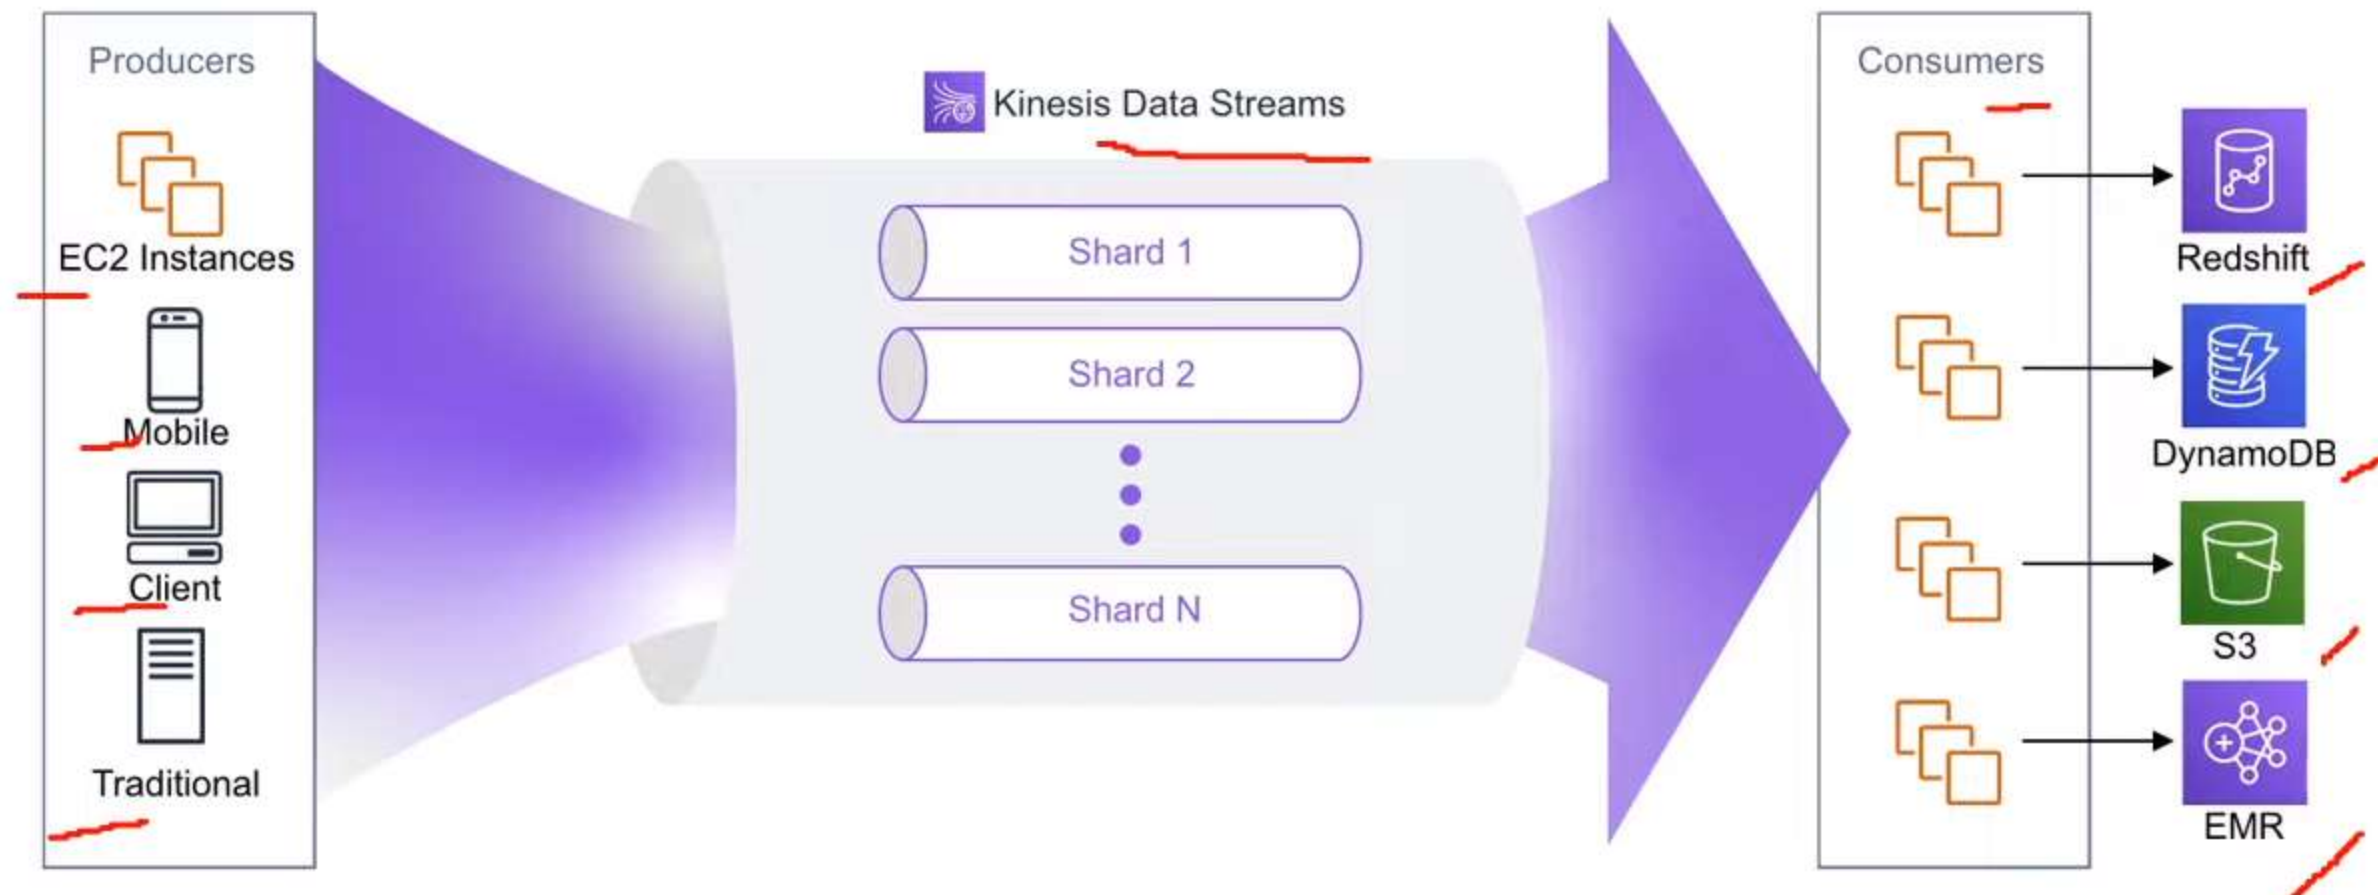 Producers
EC2 Instances
Mobile
Client
Traditional
Kinesis Data Streams
Shard 1
Shard 2
Shard N
Consumers
Redshift
DynamoDB
S3
EMR